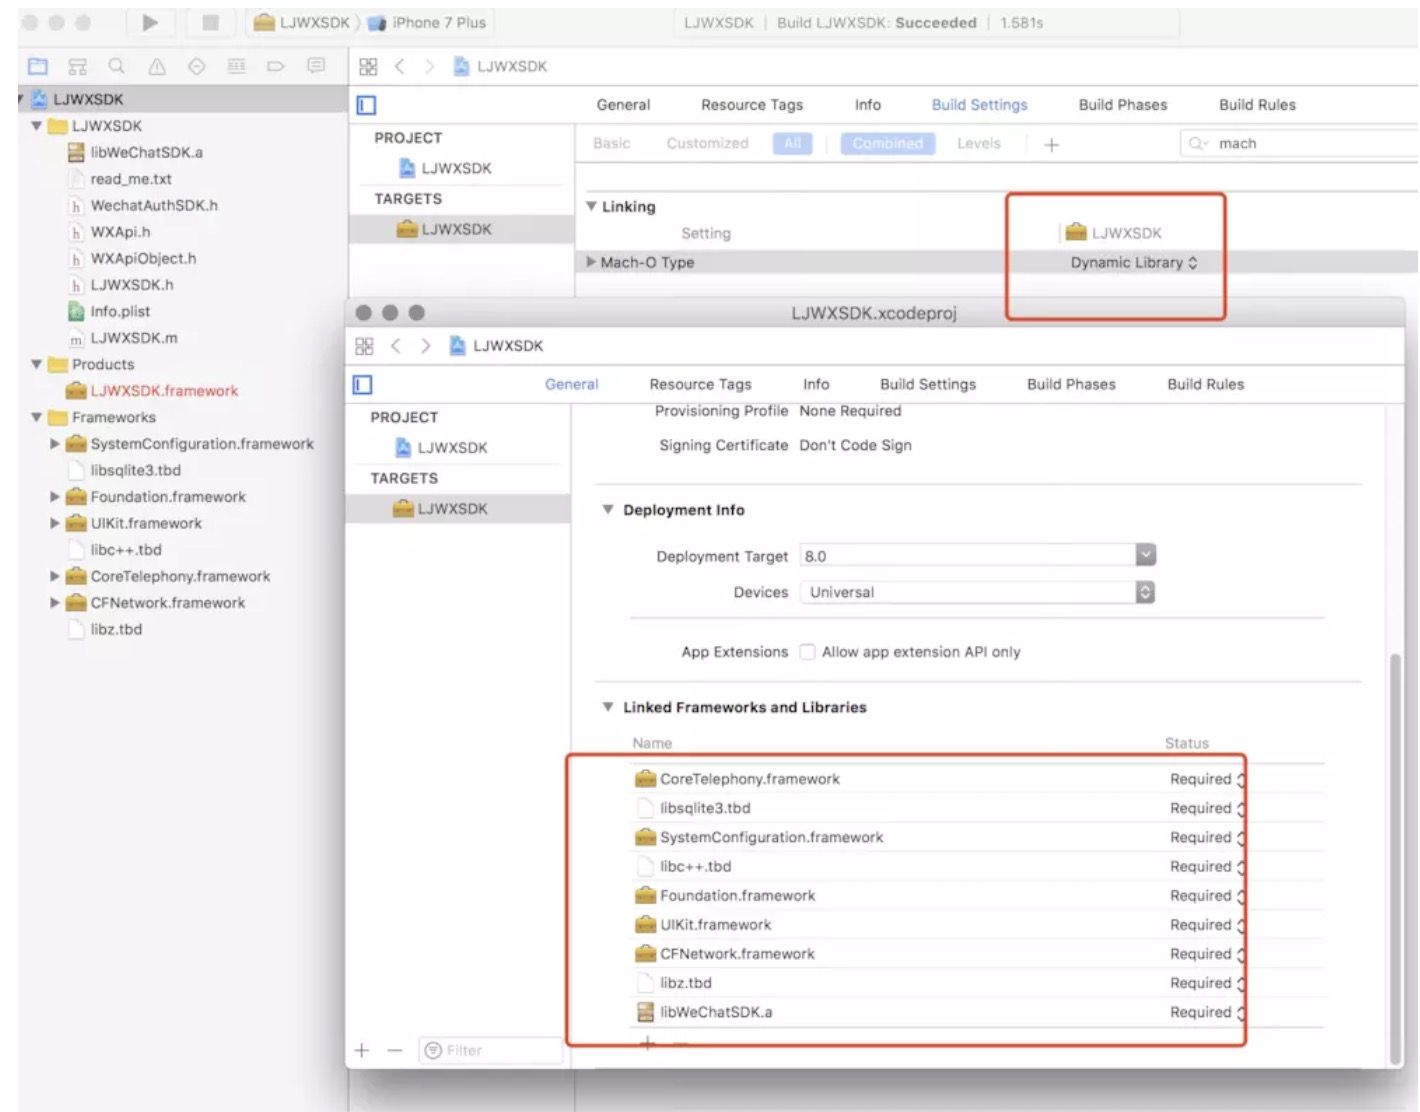 LJWXSDK iPhone 7 Plus
LJWXSDK | Build LJWXSDK: Succeeded | 1.581s
LJWXSDK
LJWXSDK
LJWXSDK
libWeChatSDK.a
read_me.txt
WechatAuthSDK.h
WXApi.h
WXApiObject.h
LJWXSDK.h
Info.plist
LJWXSDK.m
Products
LJWXSDK.framework
Frameworks
SystemConfiguration.framework
libsqlite3.tbd
Foundation.framework
UIKit.framework
libc++.tbd
CoreTelephony.framework
CFNetwork.framework
libz.tbd
General Resource Tags Info Build Settings Build Phases Build Rules
PROJECT
LJWXSDK
TARGETS
LJWXSDK
Basic Customized All Combined Levels + mach
Linking
Setting LJWXSDK
Mach-O Type Dynamic Library
LJWXSDK.xcodeproj
LJWXSDK
General Resource Tags Info Build Settings Build Phases Build Rules
PROJECT
LJWXSDK
TARGETS
LJWXSDK
Provisioning Profile None Required
Signing Certificate Don't Code Sign
Deployment Info
Deployment Target 8.0
Devices Universal
App Extensions Allow app extension API only
Linked Frameworks and Libraries
Name Status
CoreTelephony.framework Required
libsqlite3.tbd Required
SystemConfiguration.framework Required
libc++.tbd Required
Foundation.framework Required
UIKit.framework Required
CFNetwork.framework Required
libz.tbd Required
libWeChatSDK.a Required
+ −
+ − Filter